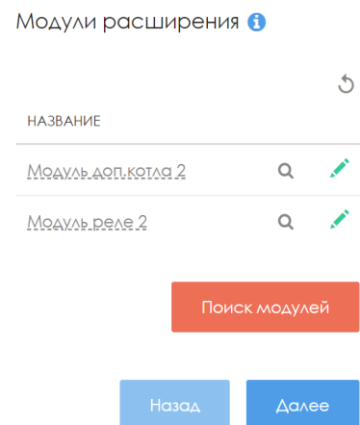 Модули расширения
НАЗВАНИЕ
Модуль доп.котла 2
Модуль реле 2
Поиск модулей
Назад Далее